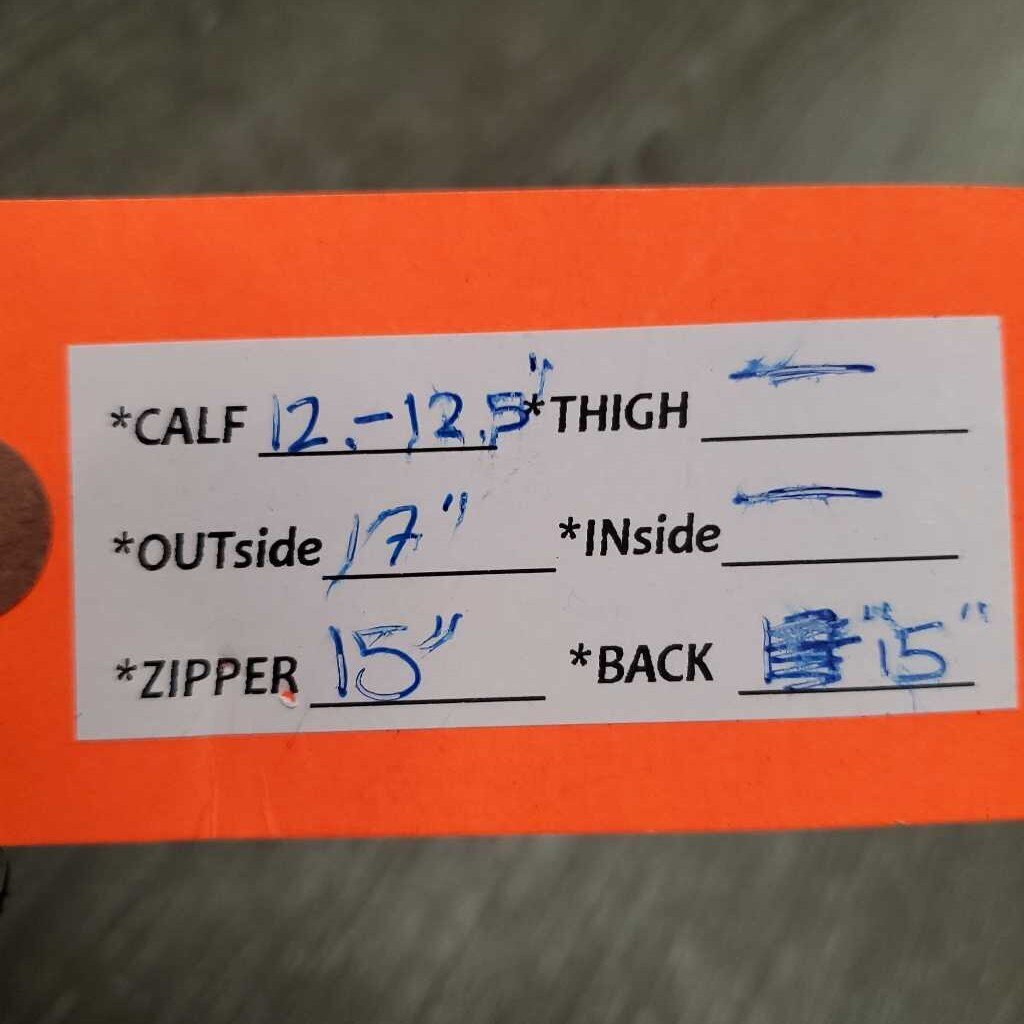 *CALF 12.-12.5" *THIGH —
*OUTside 17" *INside —
*ZIPPER 15" *BACK "15"